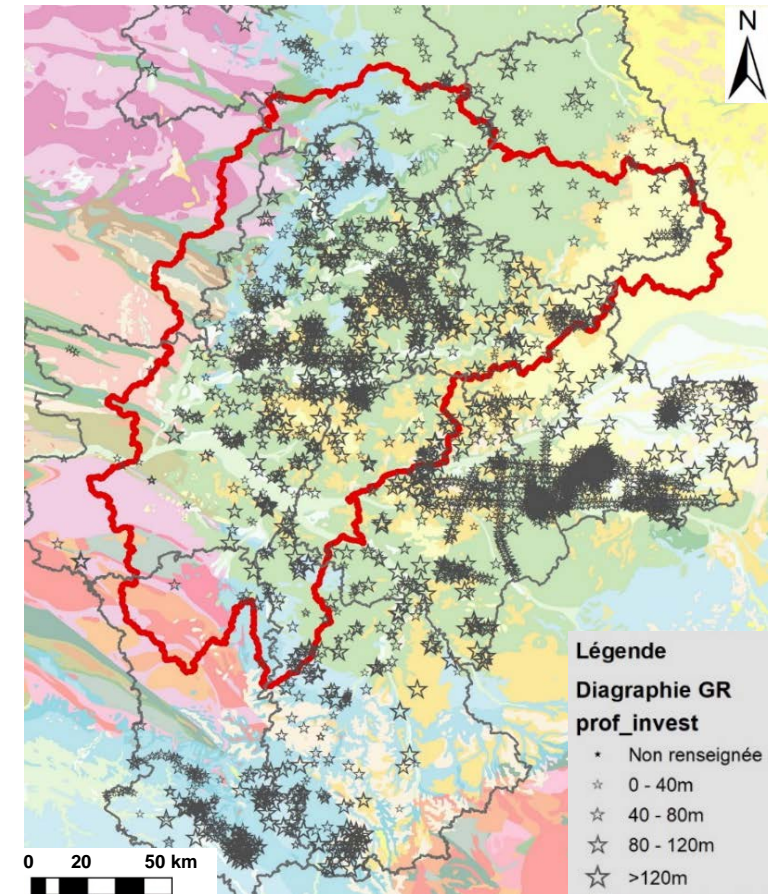 N
Légende
Diagraphie GR
prof_invest
Non renseignée
0 - 40m
40 - 80m
80 - 120m
>120m
0 20 50 km